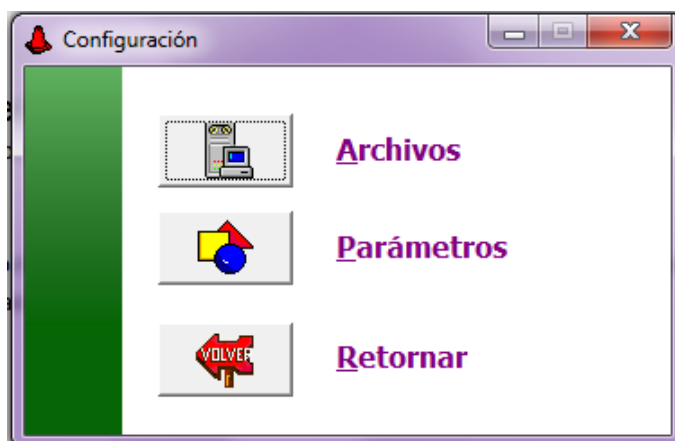 Configuración
Archivos
Parámetros
VOLVER
Retornar